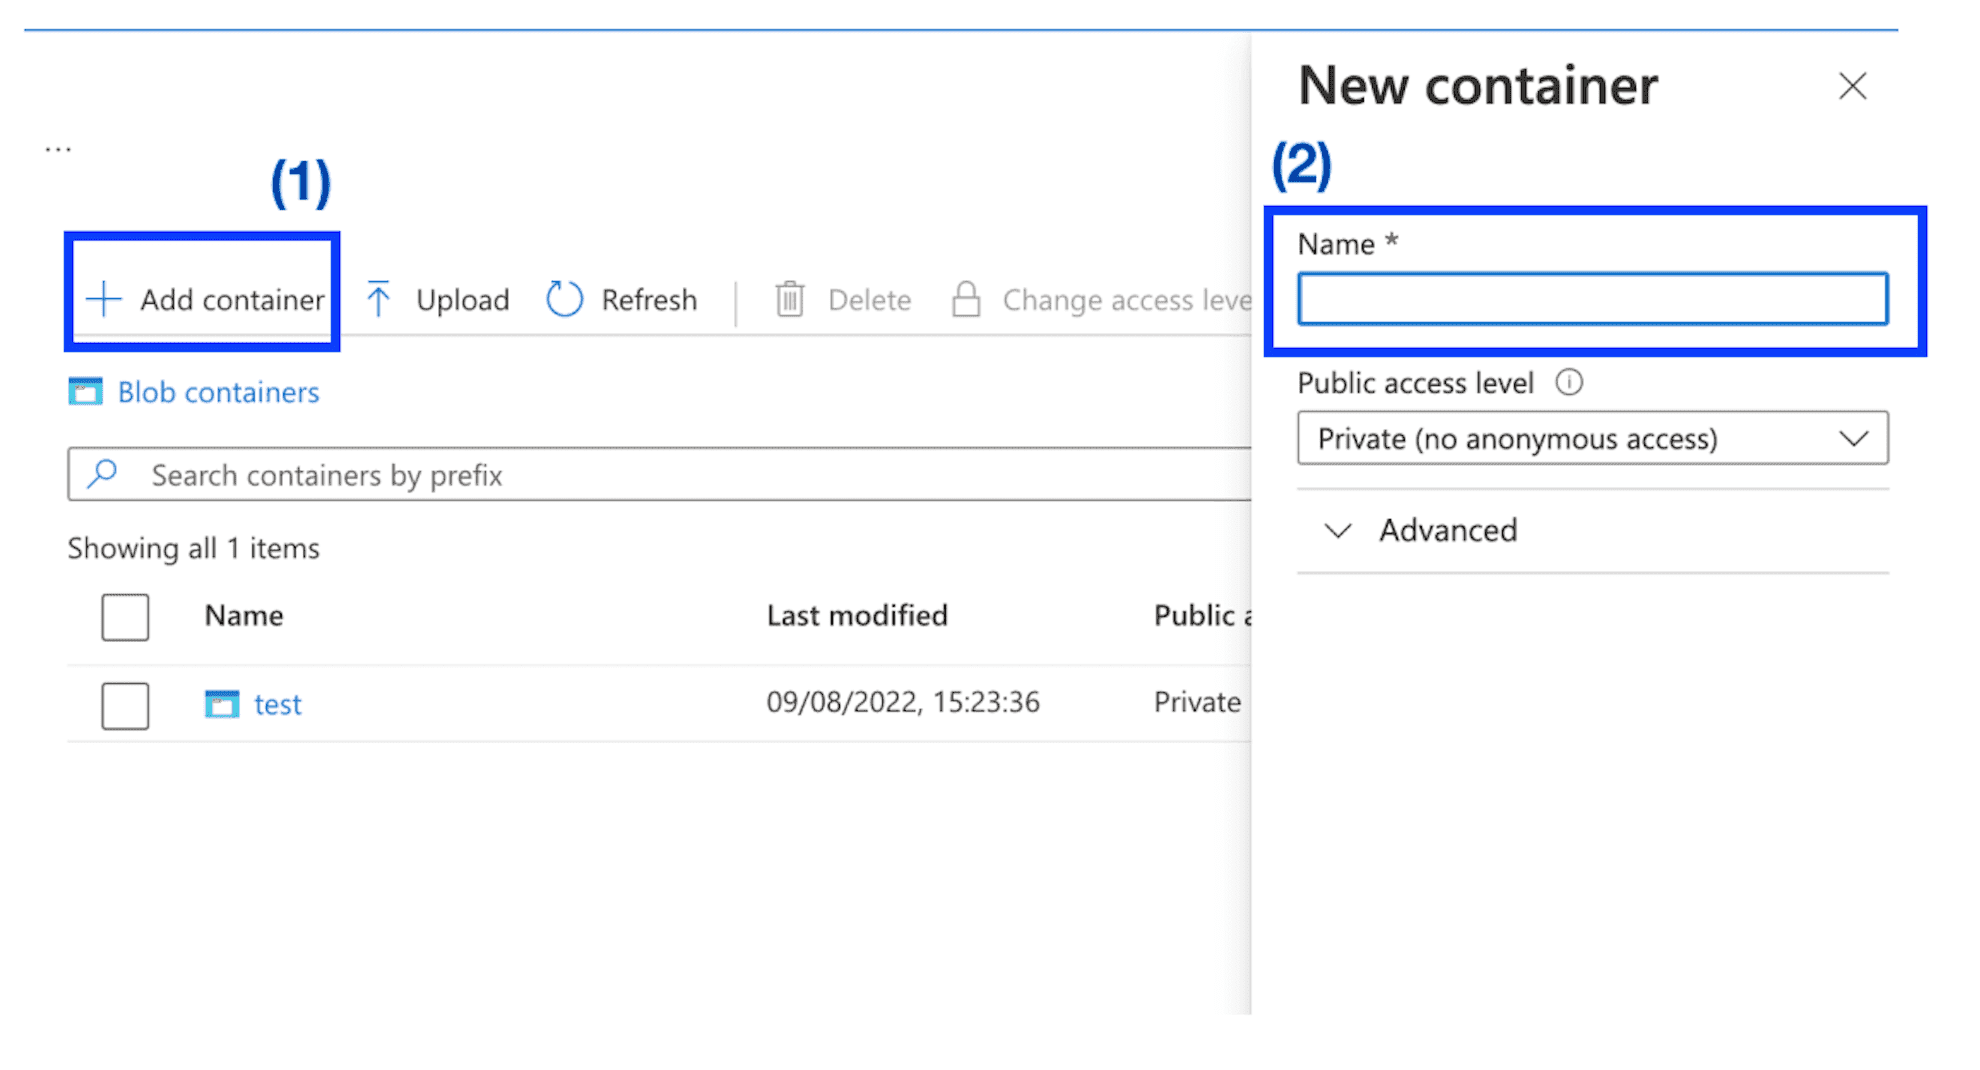 New container
...
(1)
(2)
Name *
Add container Upload Refresh Delete Change access leve
Public access level
Blob containers
Private (no anonymous access)
Search containers by prefix
Advanced
Showing all 1 items
Name Last modified Public a
test 09/08/2022, 15:23:36 Private